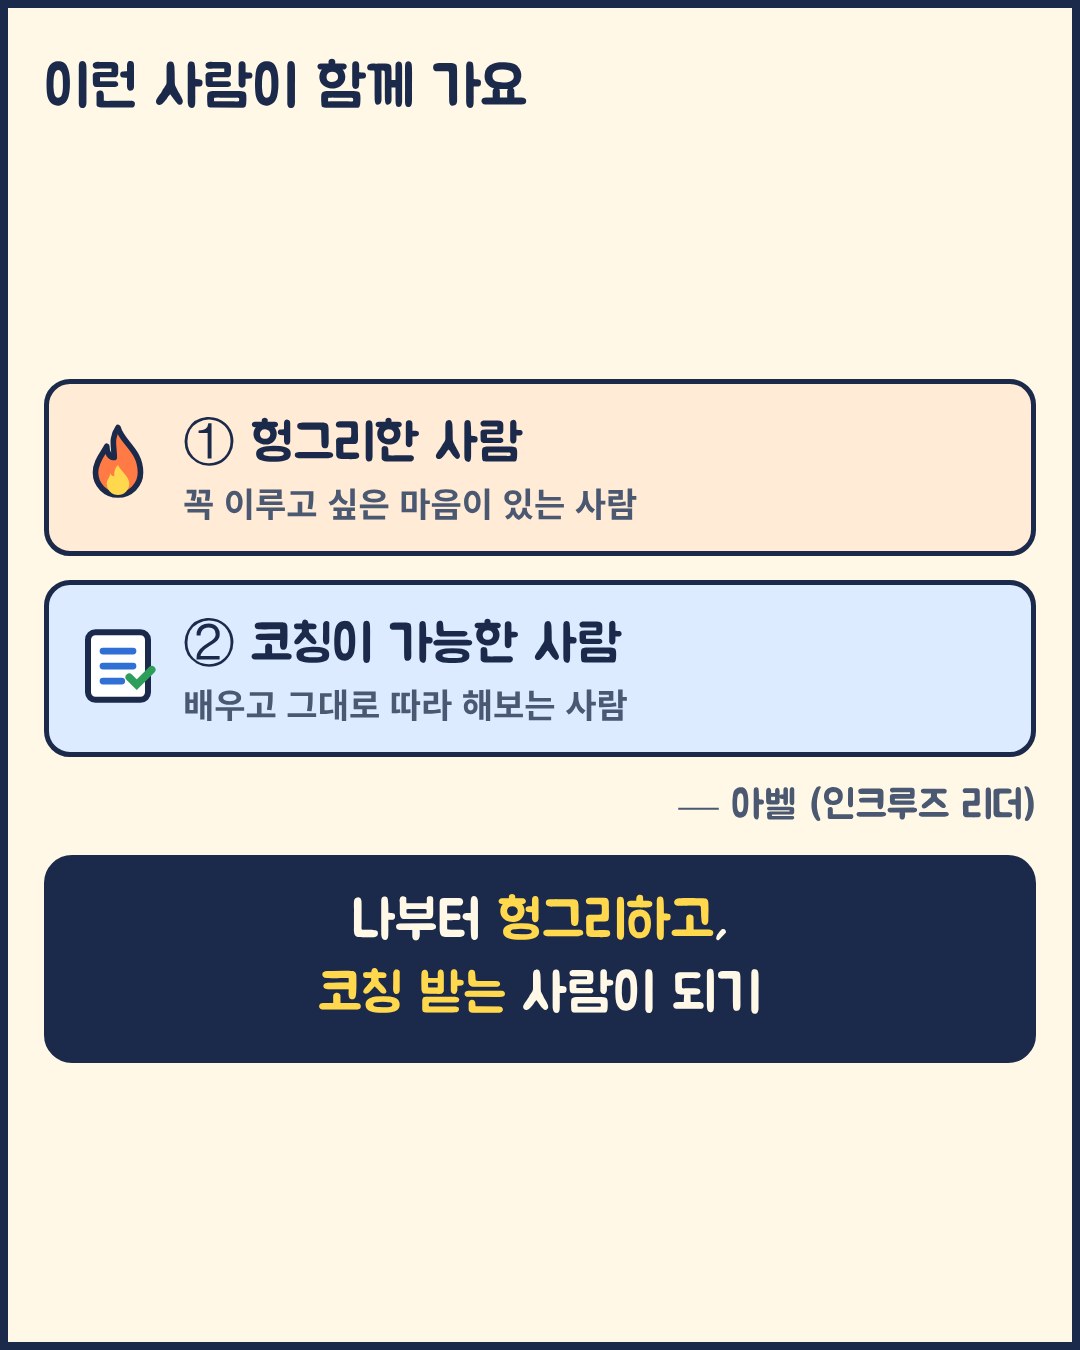 이런 사람이 함께 가요
① 헝그리한 사람
꼭 이루고 싶은 마음이 있는 사람
② 코칭이 가능한 사람
배우고 그대로 따라 해보는 사람
— 아벨 (인크루즈 리더)
나부터 헝그리하고,
코칭 받는 사람이 되기